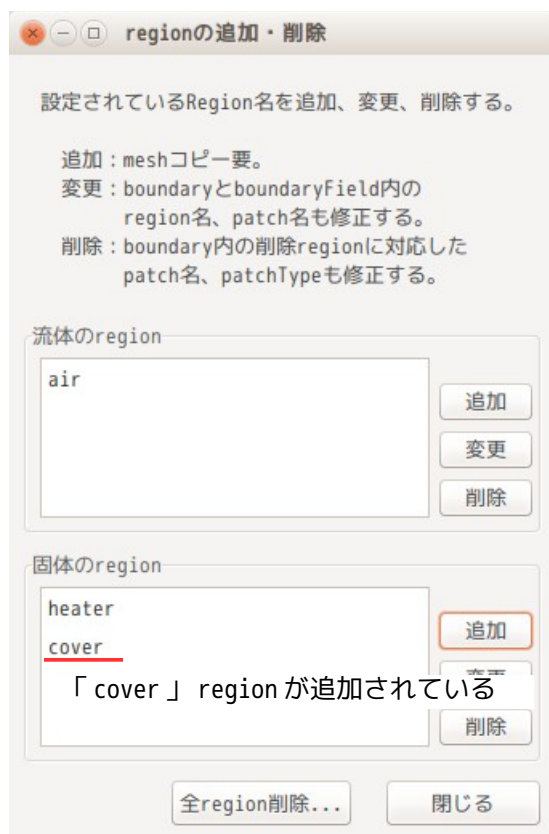 regionの追加・削除
設定されているRegion名を追加、変更、削除する。
追加：meshコピー要。
変更：boundaryとboundaryField内の
region名、patch名も修正する。
削除：boundary内の削除regionに対応した
patch名、patchTypeも修正する。
流体のregion
air
追加
変更
削除
固体のregion
heater
追加
cover
「cover」regionが追加されている
削除
全region削除...
閉じる